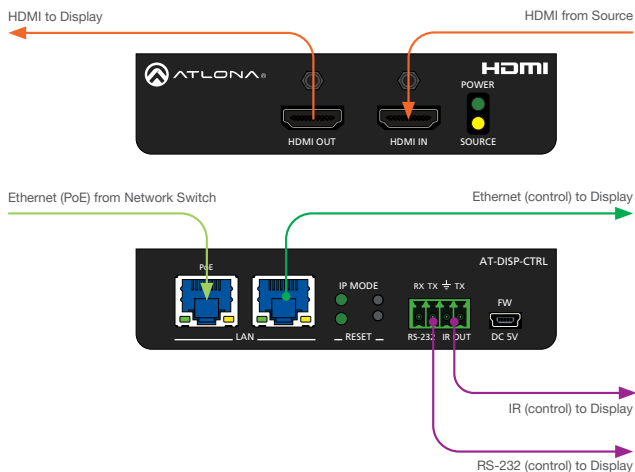 HDMI to Display
HDMI from Source
ATLONA®
HDMI
POWER
HDMI OUT
HDMI IN
SOURCE
Ethernet (PoE) from Network Switch
Ethernet (control) to Display
PoE
AT-DISP-CTRL
IP MODE
RX TX TX
FW
LAN
RESET
RS-232 IR OUT
DC 5V
IR (control) to Display
RS-232 (control) to Display